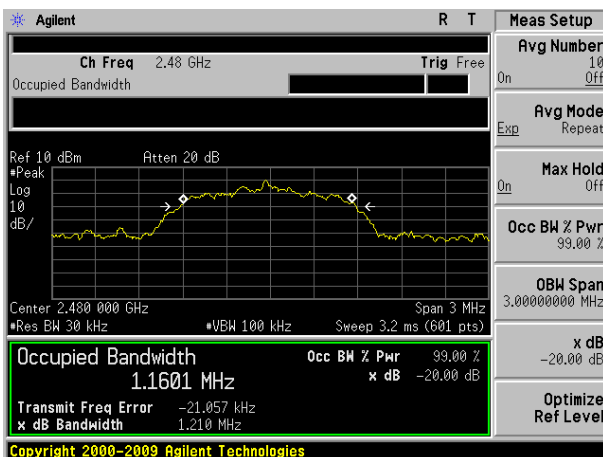 Agilent R T
Ch Freq 2.48 GHz Trig Free
Occupied Bandwidth
Ref 10 dBm Atten 20 dB
#Peak
Log
10
dB/
Center 2.480 000 GHz Span 3 MHz
#Res BW 30 kHz #VBW 100 kHz Sweep 3.2 ms (601 pts)
Occupied Bandwidth Occ BW % Pwr 99.00 %
1.1601 MHz x dB -20.00 dB
Transmit Freq Error -21.057 kHz
x dB Bandwidth 1.210 MHz
Copyright 2000-2009 Agilent Technologies
Meas Setup
Avg Number
10
On Off
Avg Mode
Exp Repeat
Max Hold
On Off
Occ BW % Pwr
99.00 %
OBW Span
3.00000000 MHz
x dB
-20.00 dB
Optimize
Ref Level